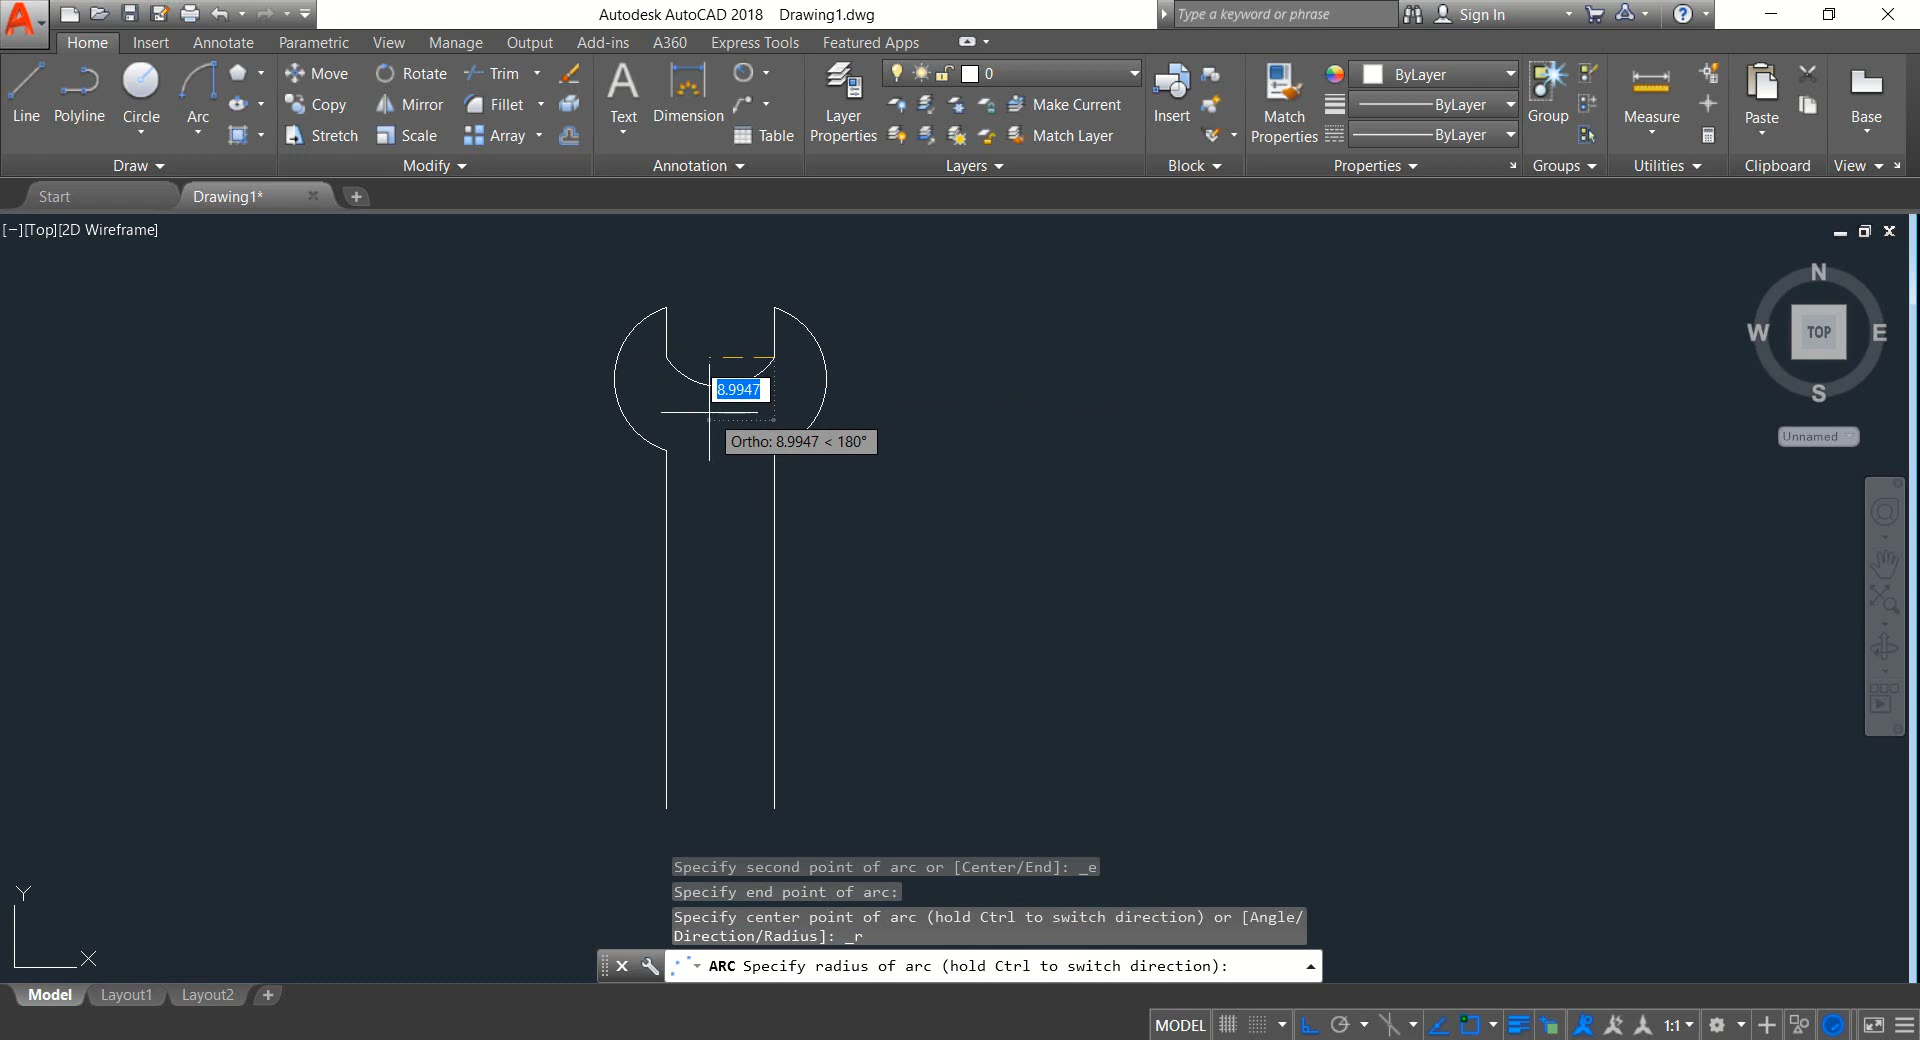 Autodesk AutoCAD 2018 Drawing1.dwg
Type a keyword or phrase
Sign In
Home Insert Annotate Parametric View Manage Output Add-ins A360 Express Tools Featured Apps
Line Polyline Circle Arc
Move Rotate Trim
Copy Mirror Fillet
Stretch Scale Array
Text Dimension Table
Layer Properties
0
Make Current
Match Layer
Insert
Match Properties
ByLayer
ByLayer
ByLayer
Group
Measure
Paste
Base
Draw Modify Annotation Layers Block Properties Groups Utilities Clipboard View
Start Drawing1*
[−][Top][2D Wireframe]
N
W TOP E
S
Unnamed
8.9947
Ortho: 8.9947 < 180°
Y
X
Specify second point of arc or [Center/End]: _e
Specify end point of arc:
Specify center point of arc (hold Ctrl to switch direction) or [Angle/
Direction/Radius]: _r
ARC Specify radius of arc (hold Ctrl to switch direction):
Model Layout1 Layout2
MODEL 1:1